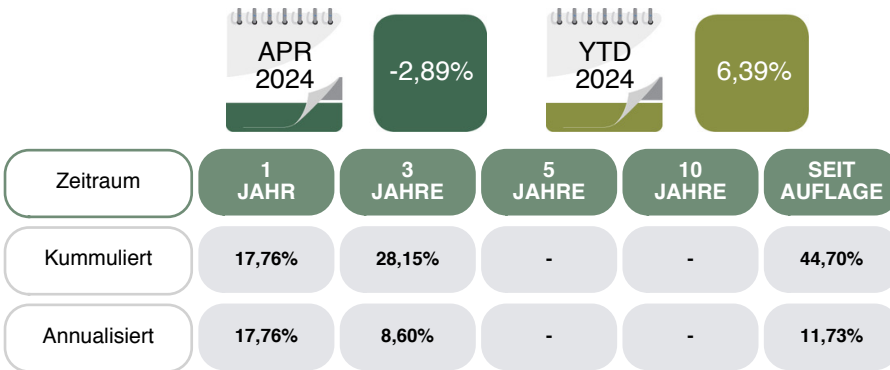 APR
2024
-2,89%
YTD
2024
6,39%
Zeitraum
1
JAHR
3
JAHRE
5
JAHRE
10
JAHRE
SEIT
AUFLAGE
Kummuliert
17,76%
28,15%
-
-
44,70%
Annualisiert
17,76%
8,60%
-
-
11,73%